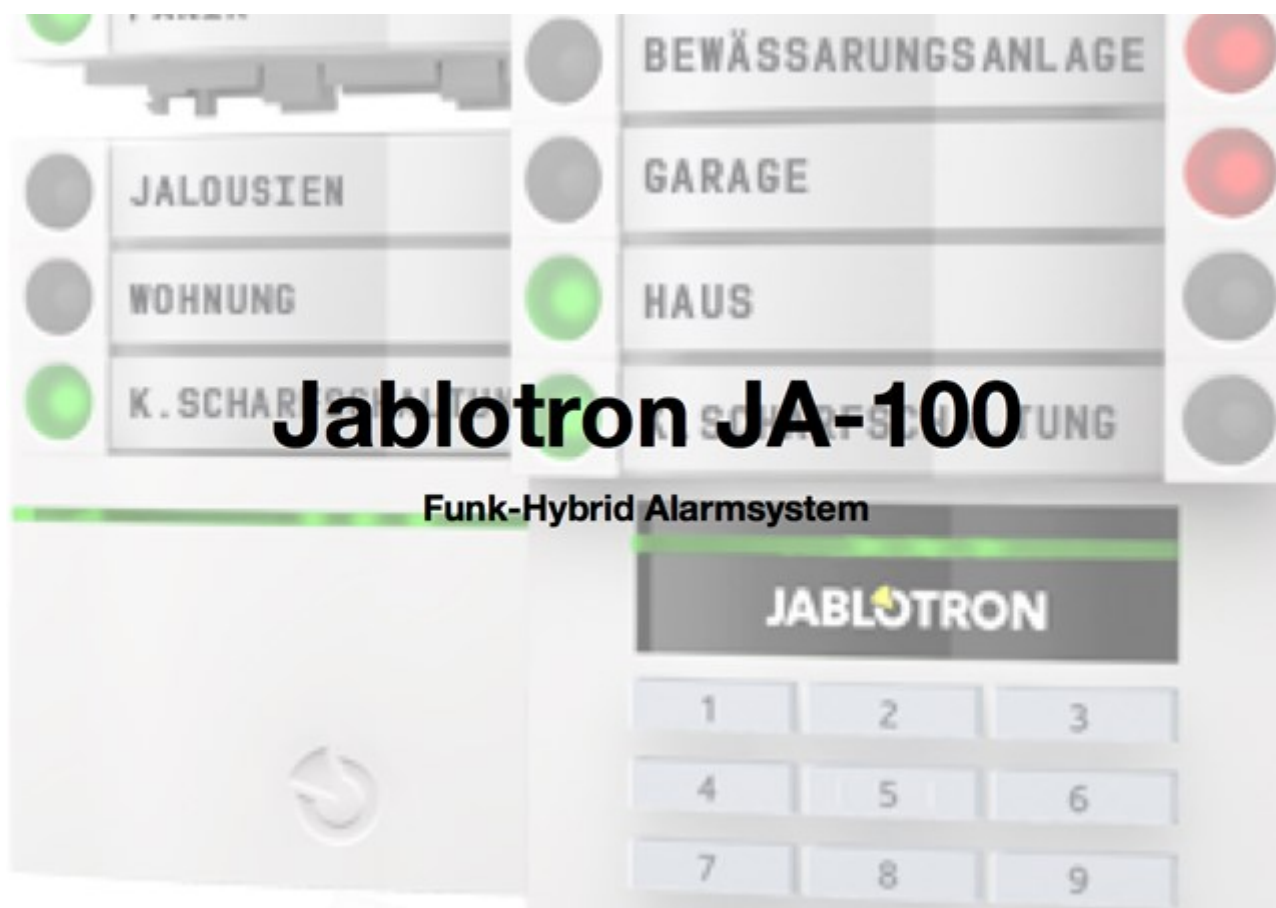 BEWÄSSARUNGSANLAGE
JALOUSIEN
GARAGE
WOHNUNG
HAUS
Jablotron JA-100
Funk-Hybrid Alarmsystem
JABLOTRON
1 2 3
4 5 6
7 8 9